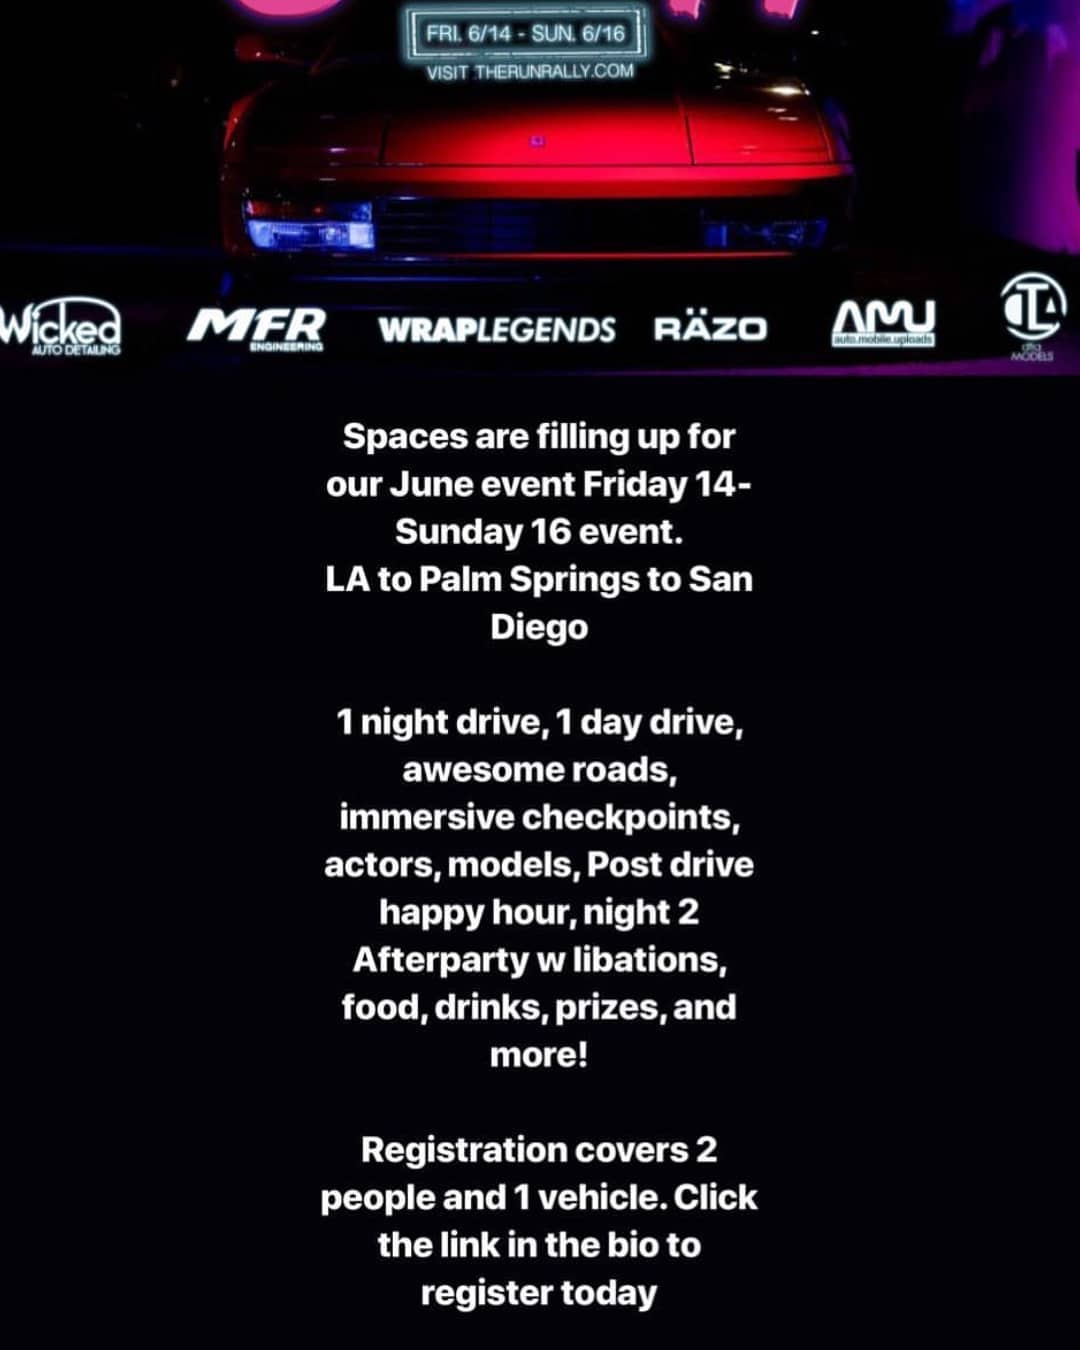 FRI. 6/14 - SUN. 6/16
VISIT THERUNRALLY.COM
Wicked
AUTO DETAILING
MFR
ENGINEERING
WRAPLEGENDS
RÄZO
AMU
auto.mobile.uploads
MODELS
Spaces are filling up for
our June event Friday 14-
Sunday 16 event.
LA to Palm Springs to San
Diego
1 night drive, 1 day drive,
awesome roads,
immersive checkpoints,
actors, models, Post drive
happy hour, night 2
Afterparty w libations,
food, drinks, prizes, and
more!
Registration covers 2
people and 1 vehicle. Click
the link in the bio to
register today